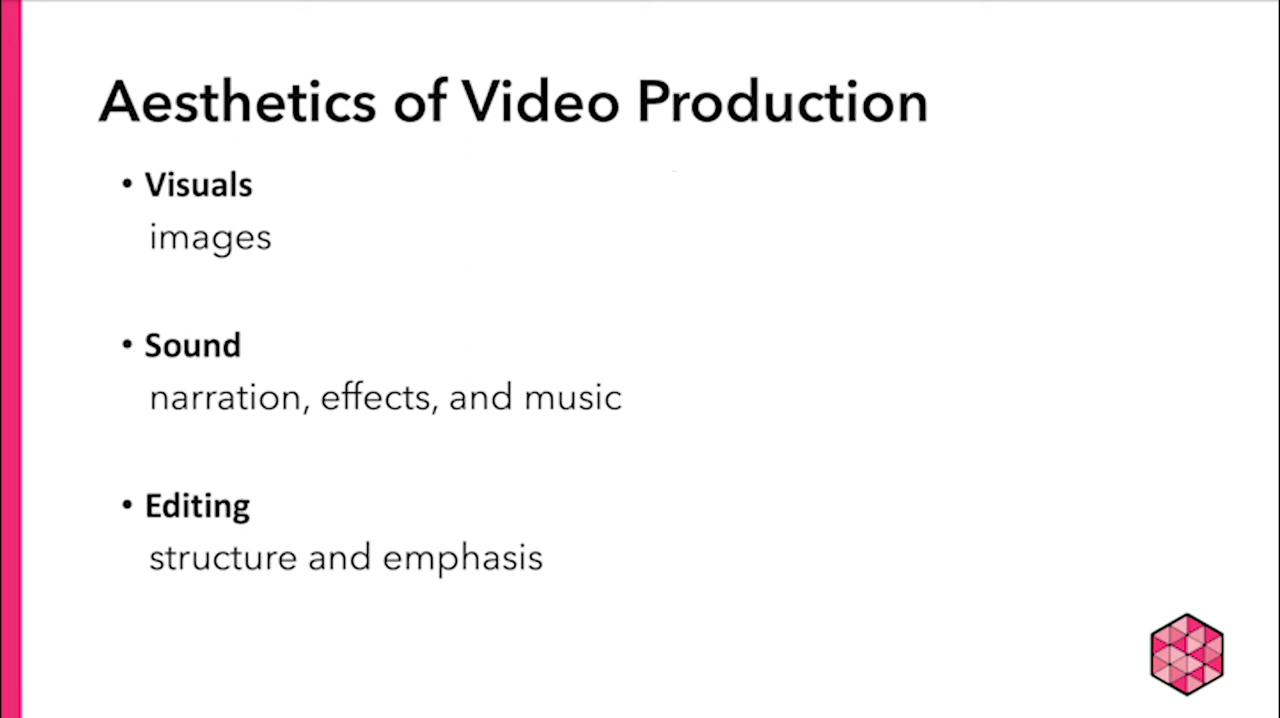 Aesthetics of Video Production
• Visuals
images
• Sound
narration, effects, and music
• Editing
structure and emphasis